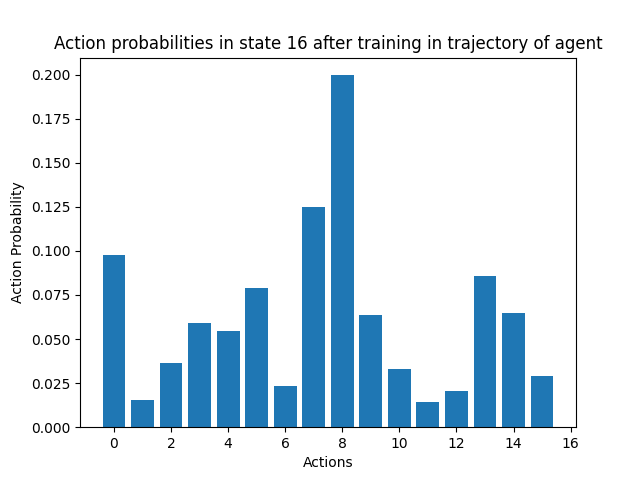 Action probabilities in state 16 after training in trajectory of agent
0.200
0.175
0.150
0.125
0.100
0.075
0.050
0.025
0.000
Action Probability
0 2 4 6 8 10 12 14 16
Actions